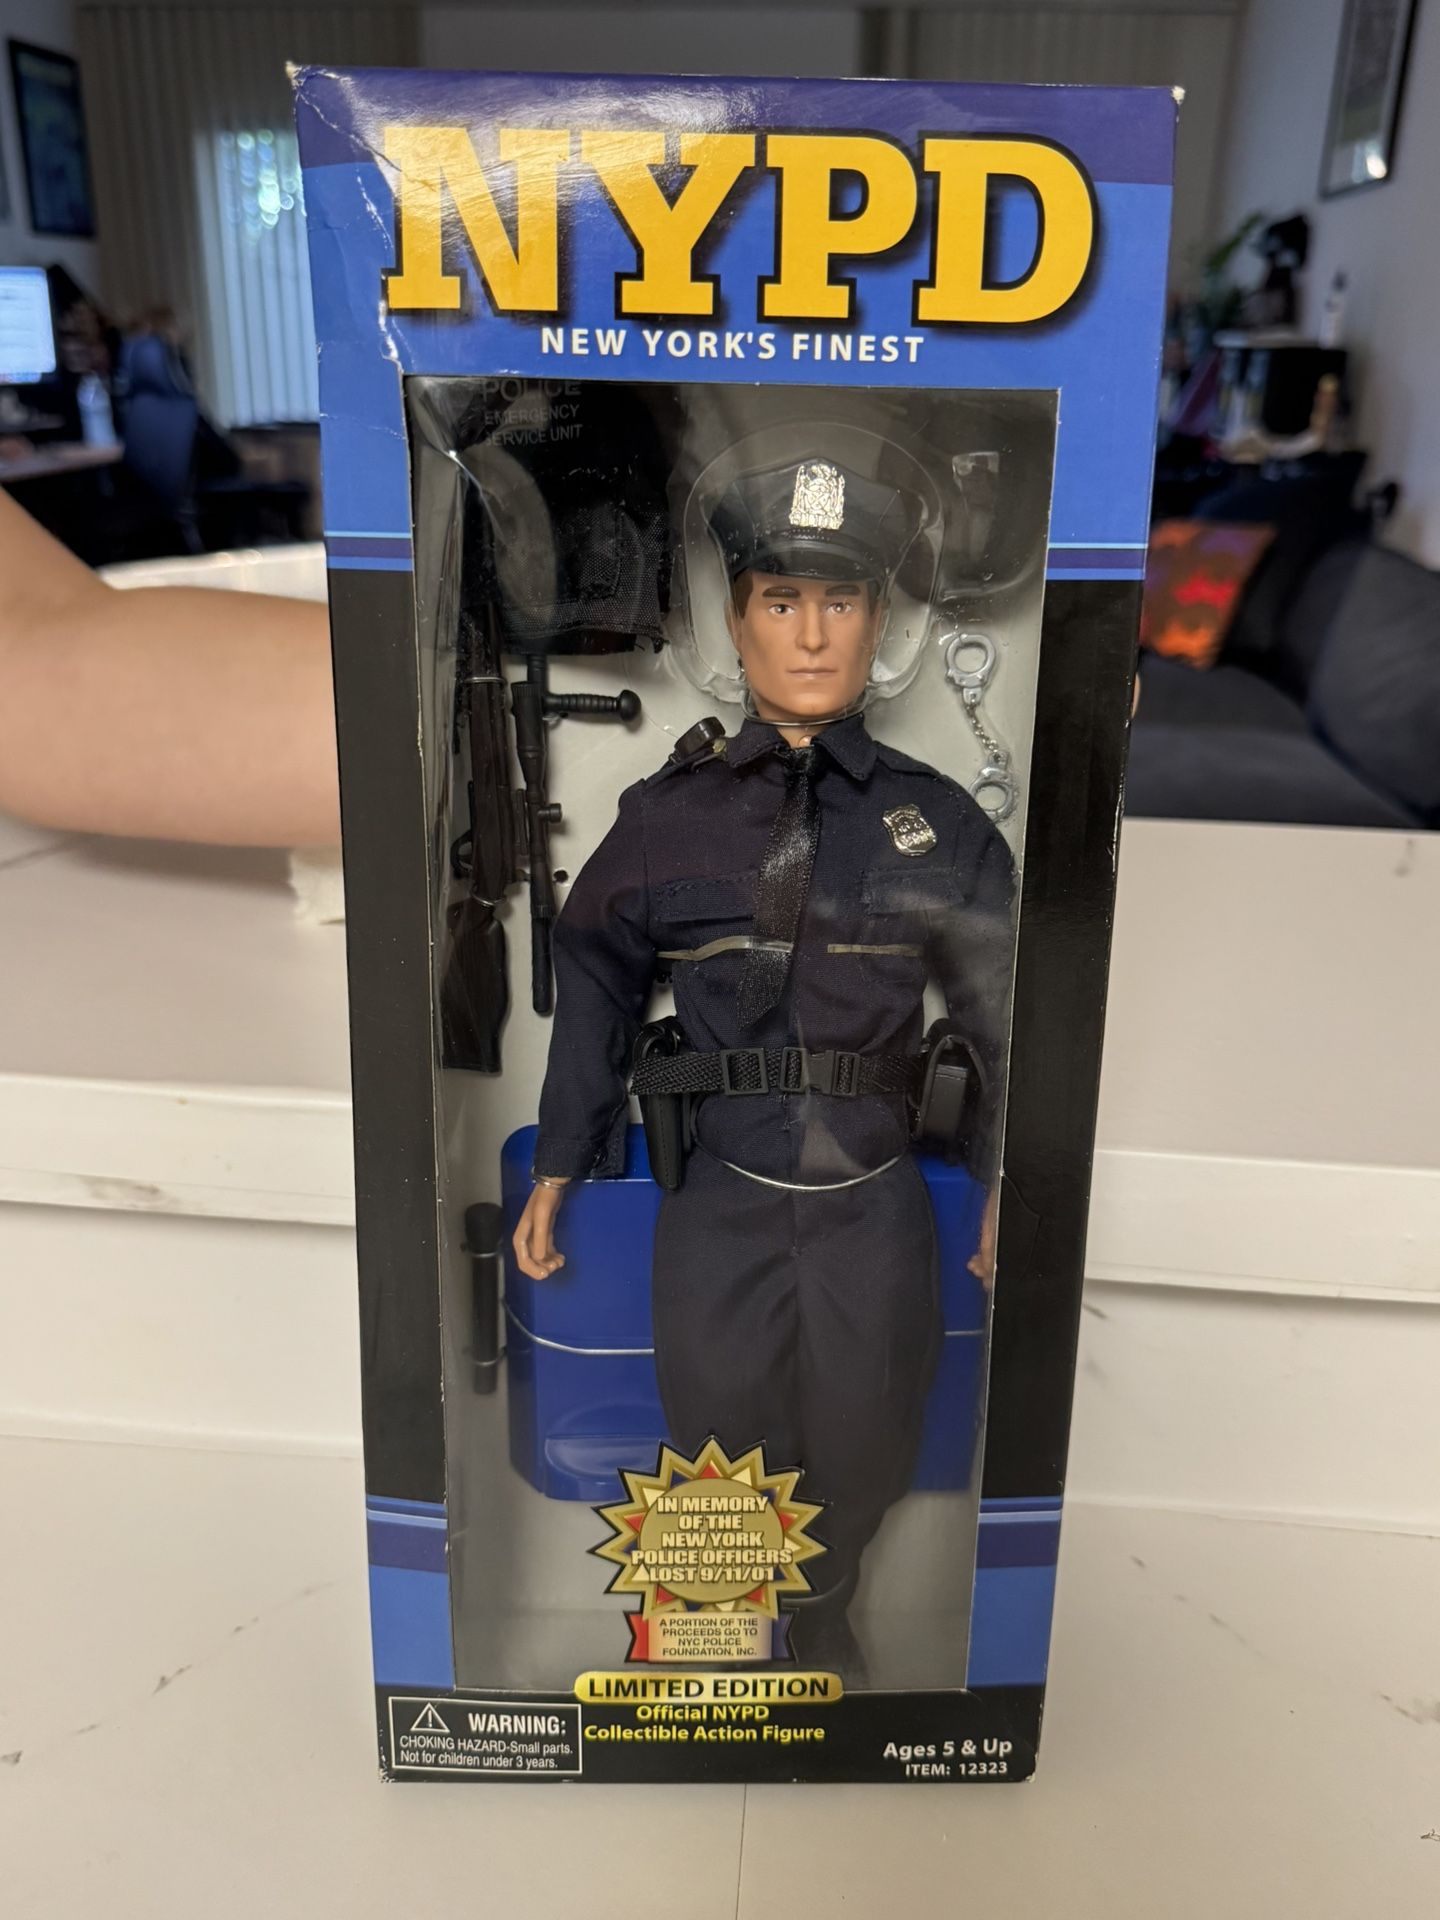 NYPD
NEW YORK'S FINEST
POLICE
EMERGENCY
SERVICE UNIT
IN MEMORY
OF THE
NEW YORK
POLICE OFFICERS
LOST 9/11/01
A PORTION OF THE
PROCEEDS GO TO
NYC POLICE
FOUNDATION, INC.
LIMITED EDITION
Official NYPD
Collectible Action Figure
WARNING:
CHOKING HAZARD-Small parts.
Not for children under 3 years.
Ages 5 & Up
ITEM: 12323